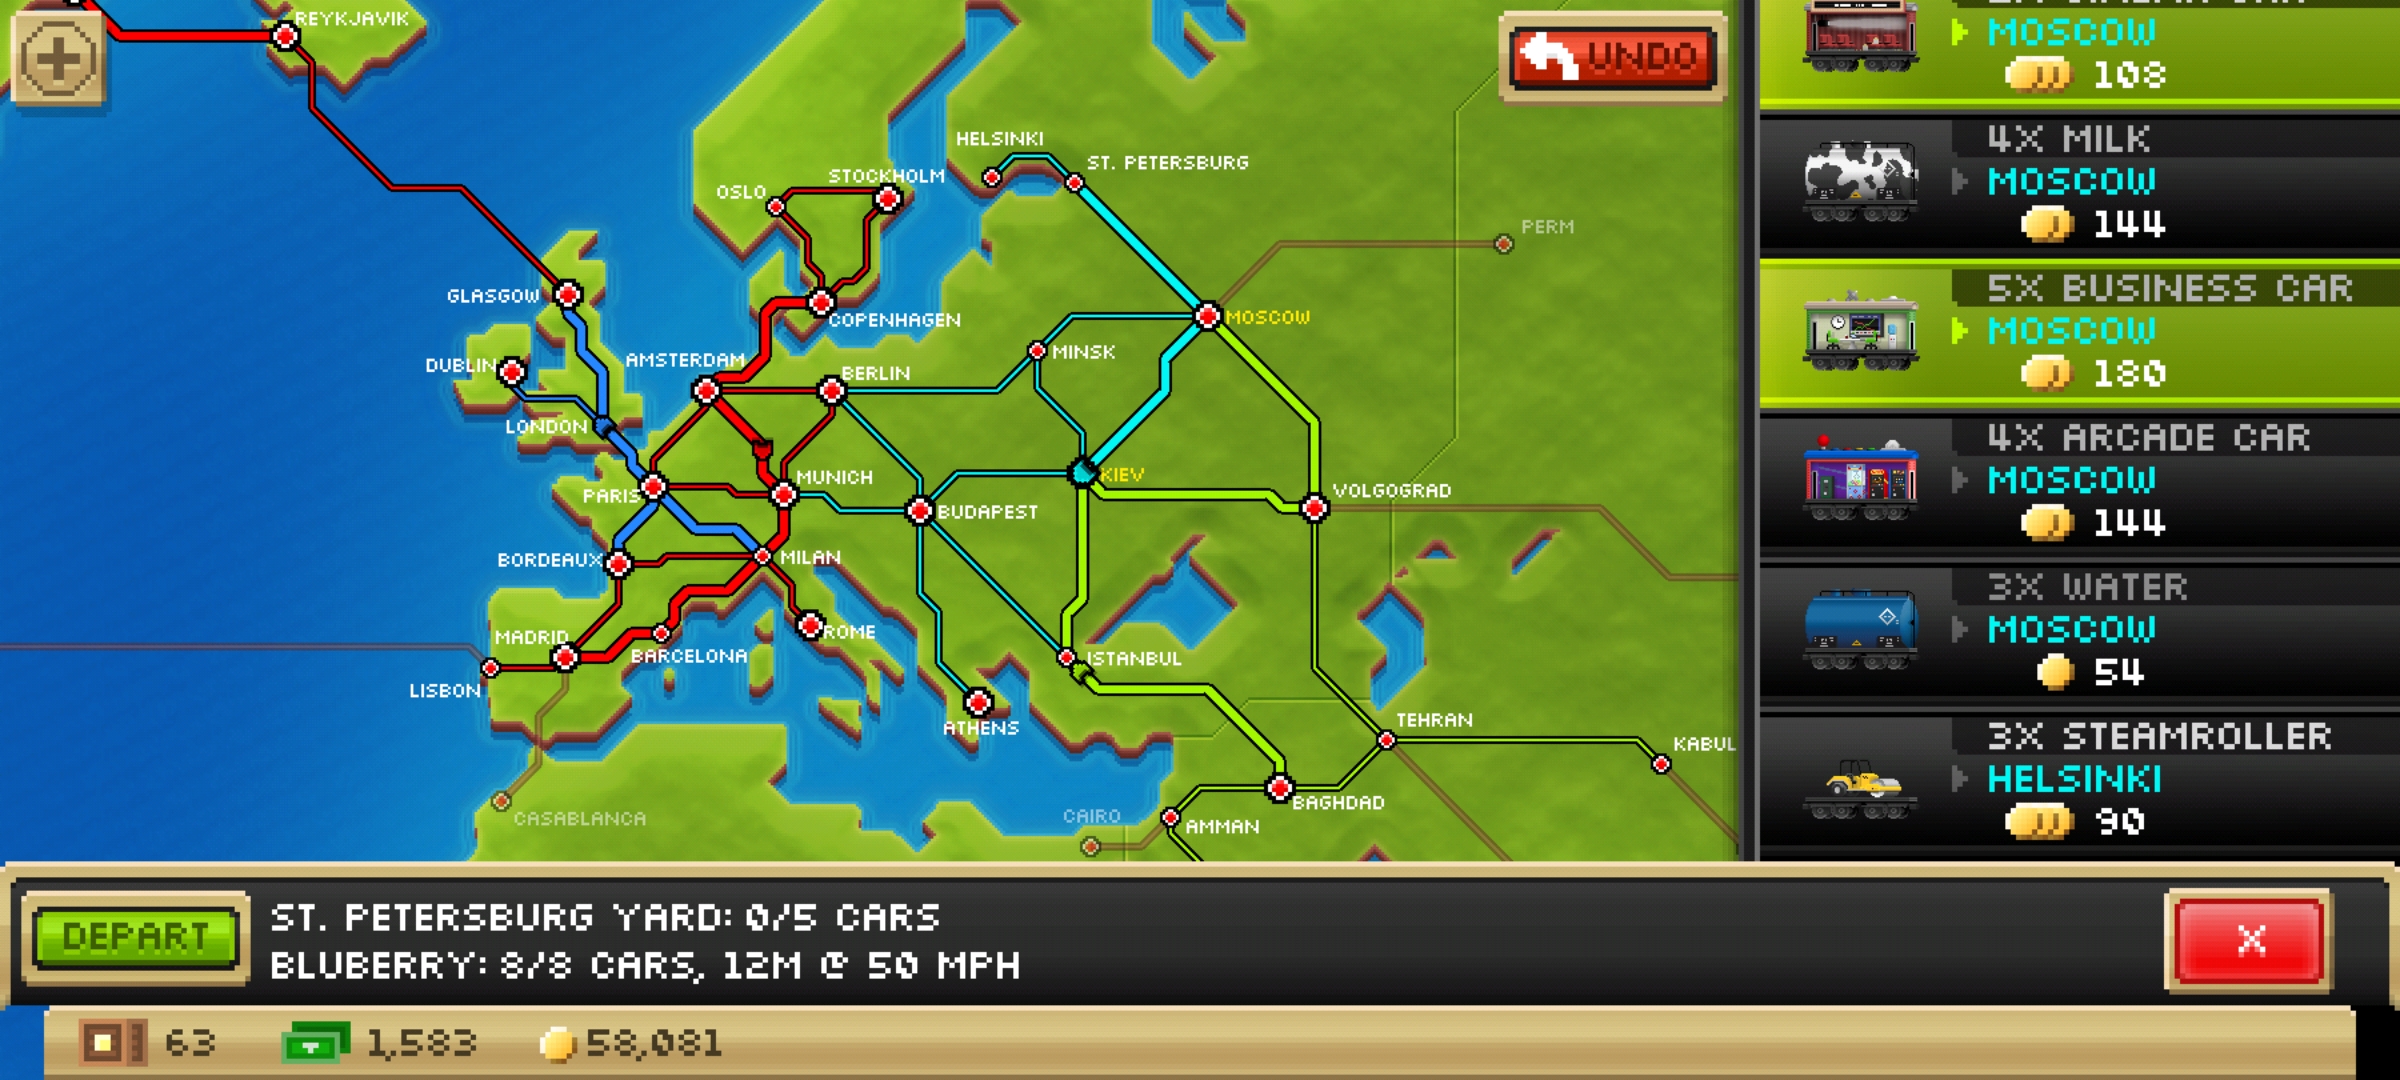 REYKJAVIK
UNDO
HELSINKI
ST. PETERSBURG
STOCKHOLM
OSLO
PERM
GLASGOW
COPENHAGEN
MOSCOW
AMSTERDAM
MINSK
DUBLIN
BERLIN
LONDON
MUNICH
KIEV
PARIS
VOLGOGRAD
BUDAPEST
BORDEAUX
MILAN
MADRID
ROME
BARCELONA
ISTANBUL
LISBON
ATHENS
TEHRAN
KABUL
BAGHDAD
CASABLANCA
CAIRO
AMMAN
MOSCOW
108
4X MILK
MOSCOW
144
5X BUSINESS CAR
MOSCOW
180
4X ARCADE CAR
MOSCOW
144
3X WATER
MOSCOW
54
3X STEAMROLLER
HELSINKI
90
DEPART
ST. PETERSBURG YARD: 0/5 CARS
BLUBERRY: 8/8 CARS, 12M @ 50 MPH
X
63
1,583
58,081